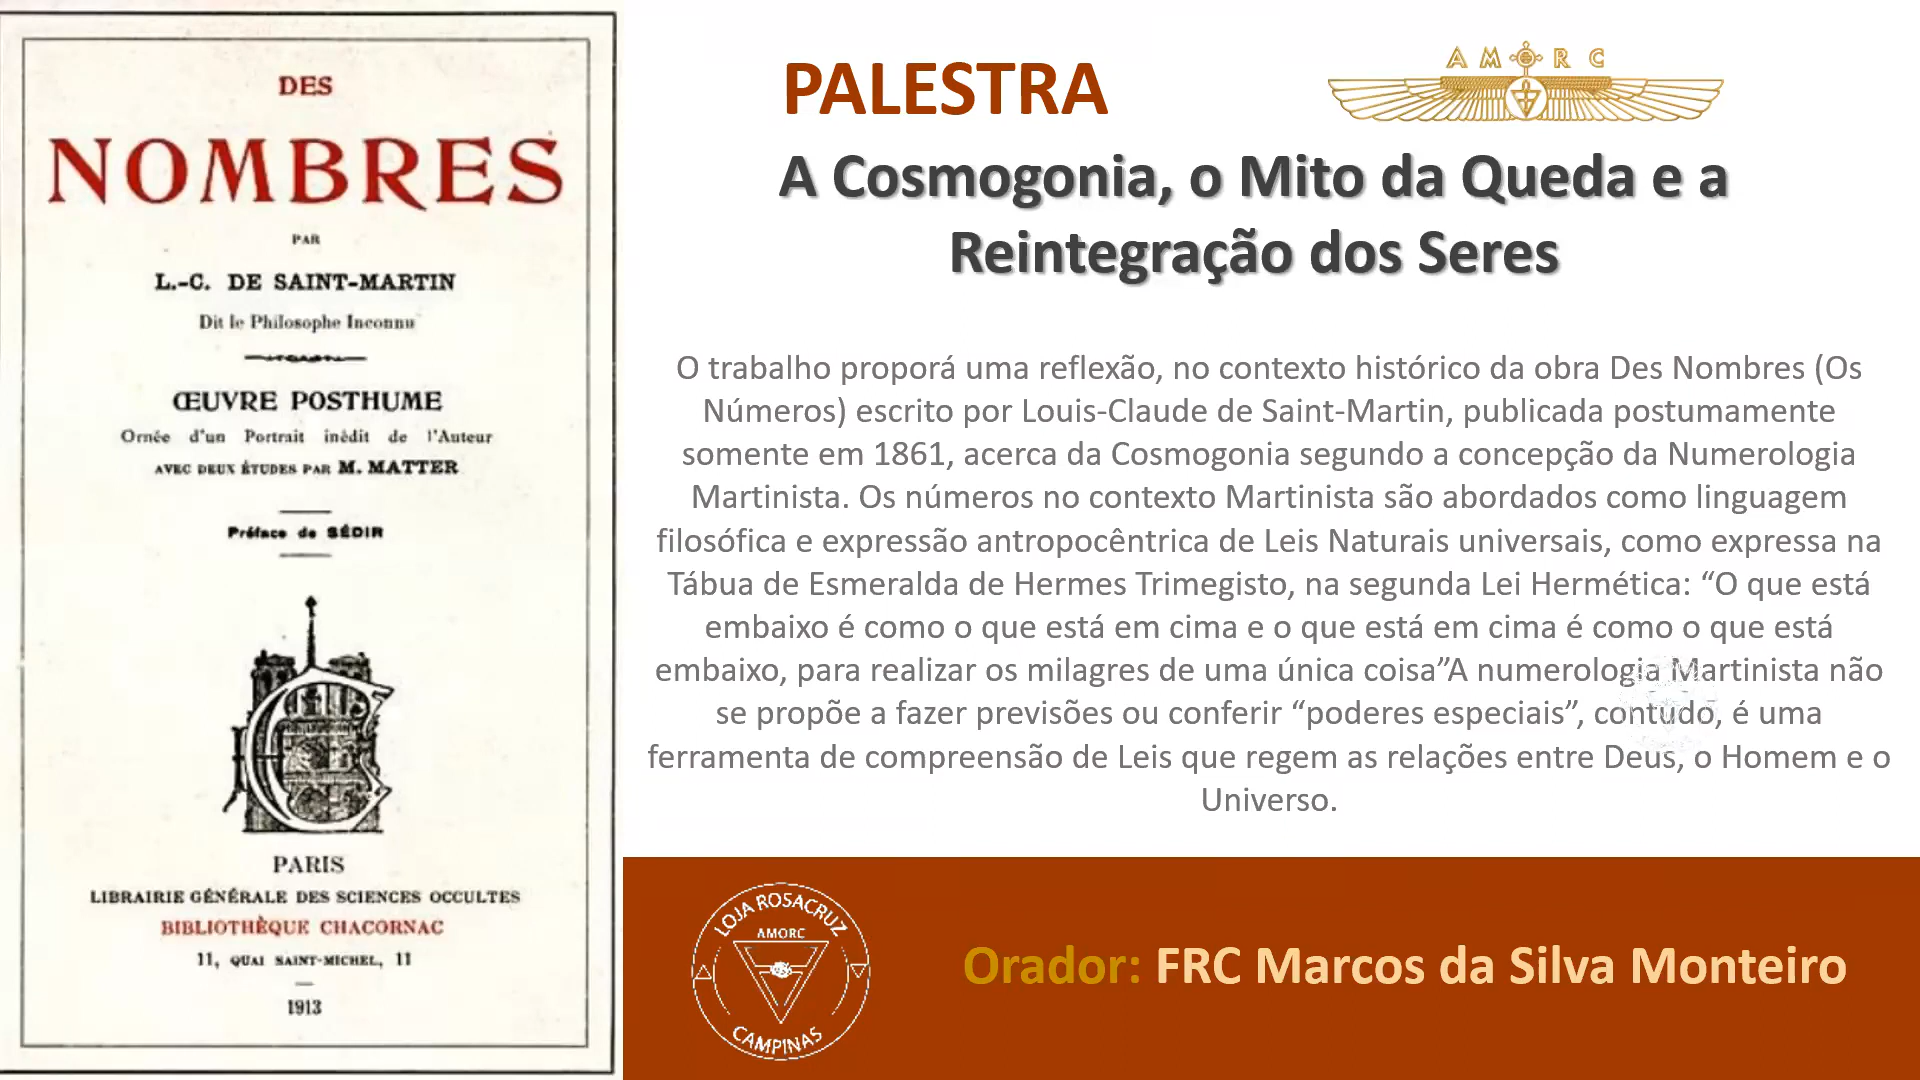 DES
NOMBRES
PAR
L.-C. DE SAINT-MARTIN
Dit le Philosophe Inconnu
ŒUVRE POSTHUME
Ornée d'un Portrait inédit de l'Auteur
AVEC DEUX ÉTUDES PAR M. MATTER
Préface de SÉDIR
PARIS
LIBRAIRIE GÉNÉRALE DES SCIENCES OCCULTES
BIBLIOTHÈQUE CHACORNAC
11, QUAI SAINT-MICHEL, 11
1913
PALESTRA
AMORC
A Cosmogonia, o Mito da Queda e a
Reintegração dos Seres
O trabalho proporá uma reflexão, no contexto histórico da obra Des Nombres (Os
Números) escrito por Louis-Claude de Saint-Martin, publicada postumamente
somente em 1861, acerca da Cosmogonia segundo a concepção da Numerologia
Martinista. Os números no contexto Martinista são abordados como linguagem
filosófica e expressão antropocêntrica de Leis Naturais universais, como expressa na
Tábua de Esmeralda de Hermes Trimegisto, na segunda Lei Hermética: “O que está
embaixo é como o que está em cima e o que está em cima é como o que está
embaixo, para realizar os milagres de uma única coisa”A numerologia Martinista não
se propõe a fazer previsões ou conferir “poderes especiais”, contudo, é uma
ferramenta de compreensão de Leis que regem as relações entre Deus, o Homem e o
Universo.
LOJA ROSACRUZ
AMORC
CAMPINAS
Orador: FRC Marcos da Silva Monteiro